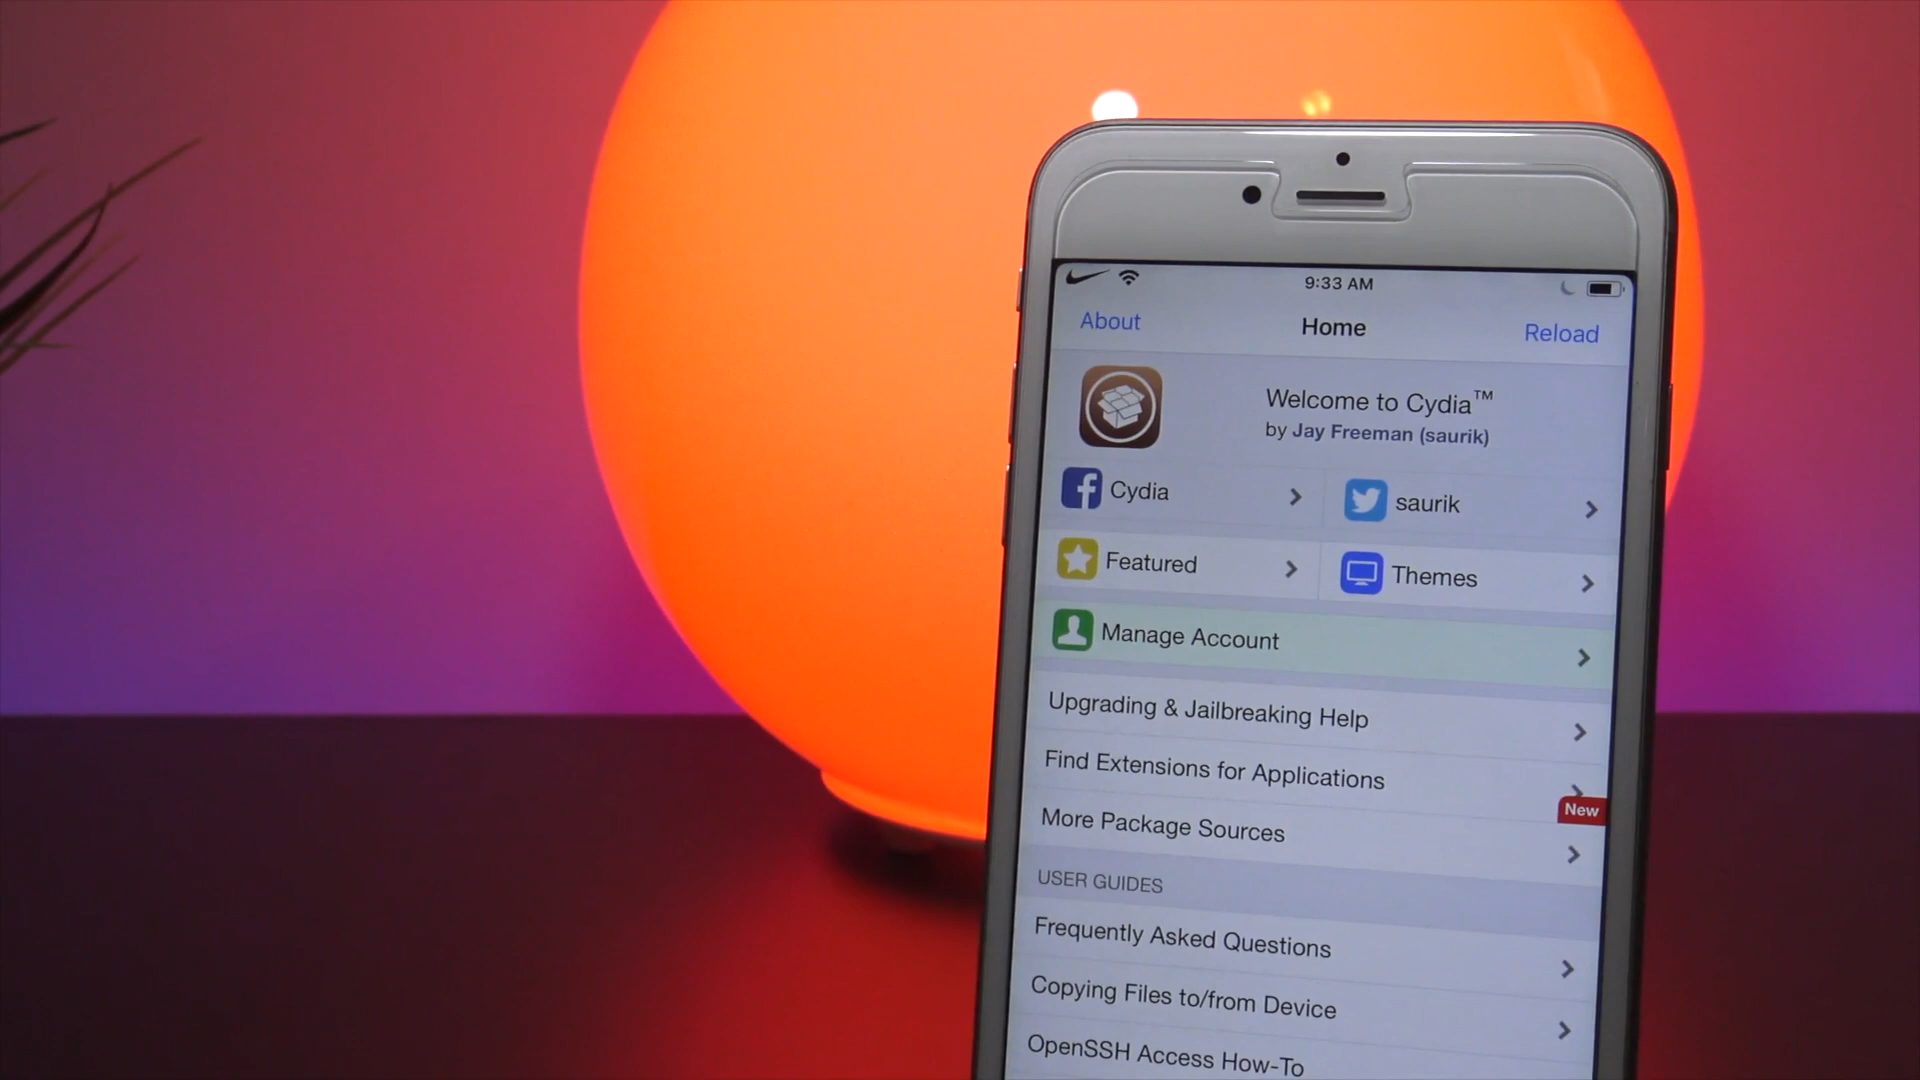 9:33 AM
About
Home
Reload
Welcome to Cydia™
by Jay Freeman (saurik)
Cydia
saurik
Featured
Themes
Manage Account
Upgrading & Jailbreaking Help
Find Extensions for Applications
New
More Package Sources
USER GUIDES
Frequently Asked Questions
Copying Files to/from Device
OpenSSH Access How-To